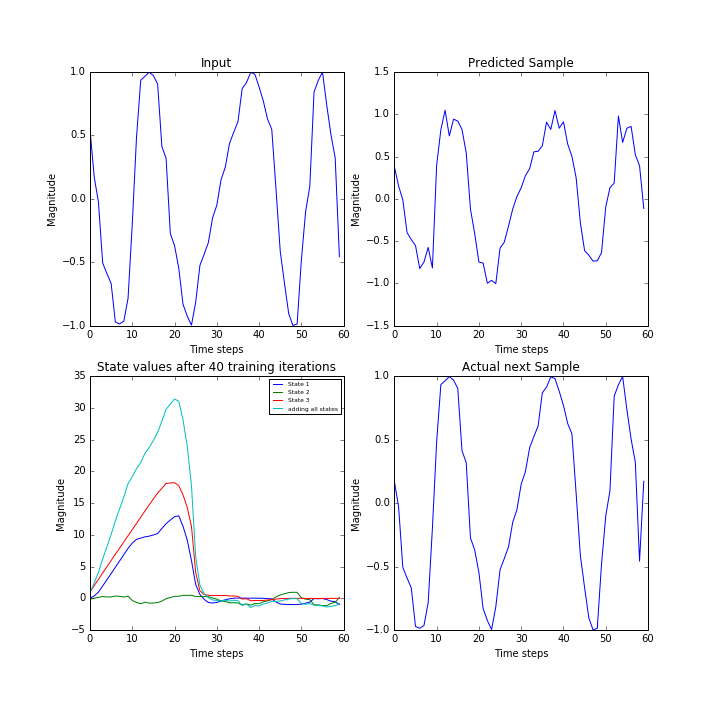 Input
Magnitude
1.0
0.5
0.0
−0.5
−1.0
0 10 20 30 40 50 60
Time steps
Predicted Sample
Magnitude
1.5
1.0
0.5
0.0
−0.5
−1.0
−1.5
0 10 20 30 40 50 60
Time steps
State values after 40 training iterations
Magnitude
35
30
25
20
15
10
5
0
−5
State 1
State 2
State 3
adding all states
0 10 20 30 40 50 60
Time steps
Actual next Sample
Magnitude
1.0
0.5
0.0
−0.5
−1.0
0 10 20 30 40 50 60
Time steps